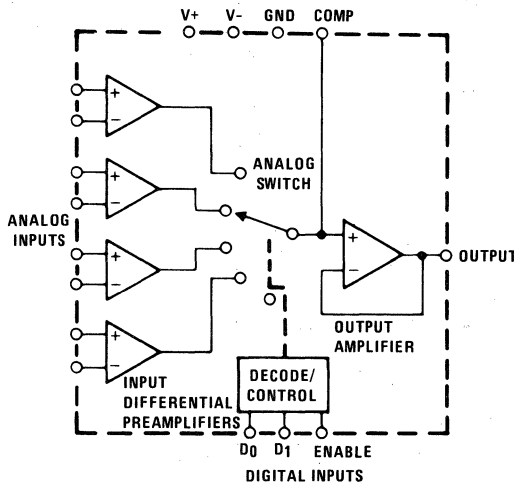 V+ V- GND COMP
+
−
ANALOG
SWITCH
+
−
ANALOG
INPUTS
+
−
+
−
OUTPUT
OUTPUT
AMPLIFIER
+
−
INPUT
DIFFERENTIAL
PREAMPLIFIERS
DECODE/
CONTROL
D0 D1 ENABLE
DIGITAL INPUTS